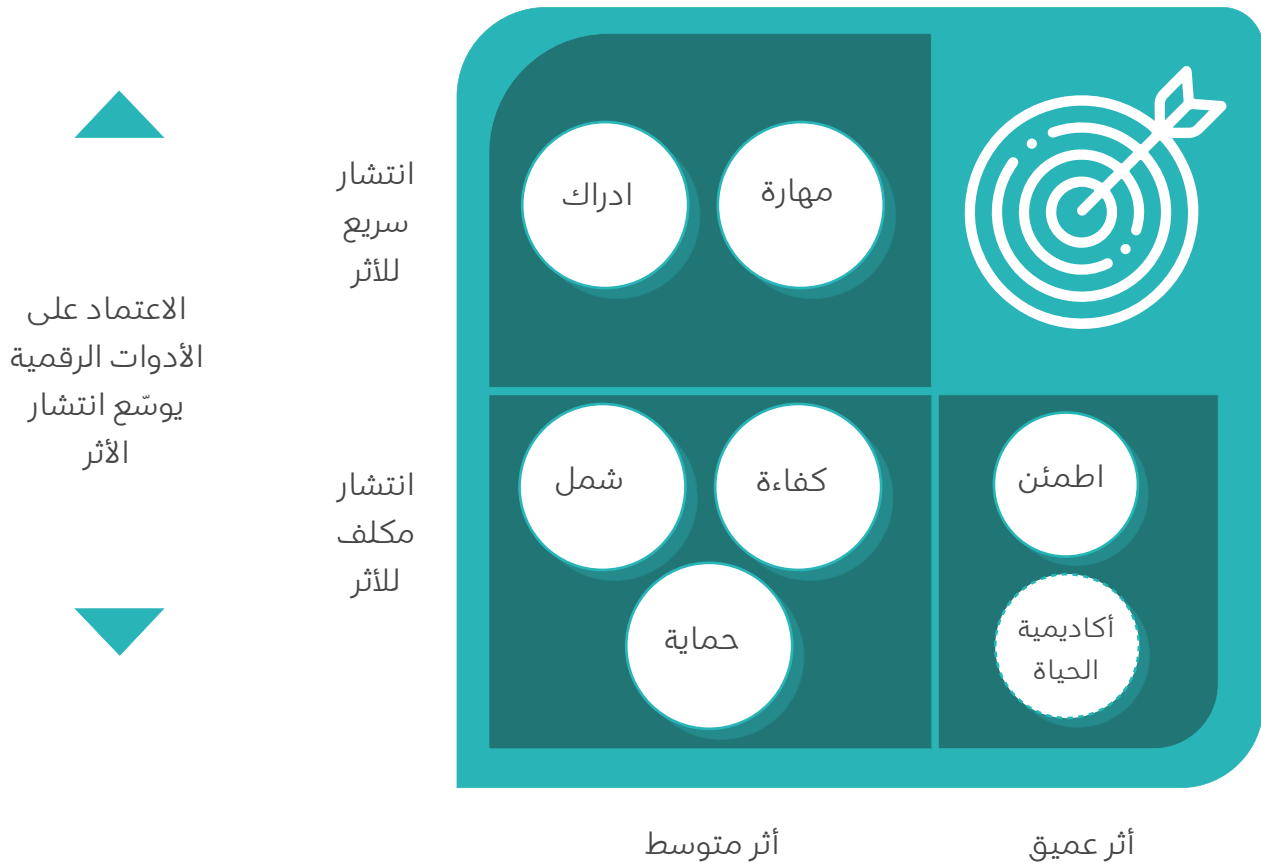 الاعتماد على
الأدوات الرقمية
يوسّع انتشار
الأثر
انتشار
سريع
للأثر
انتشار
مكلف
للأثر
مهارة
ادراك
اطمئن
كفاءة
شمل
أكاديمية
الحياة
حماية
أثر عميق
أثر متوسط